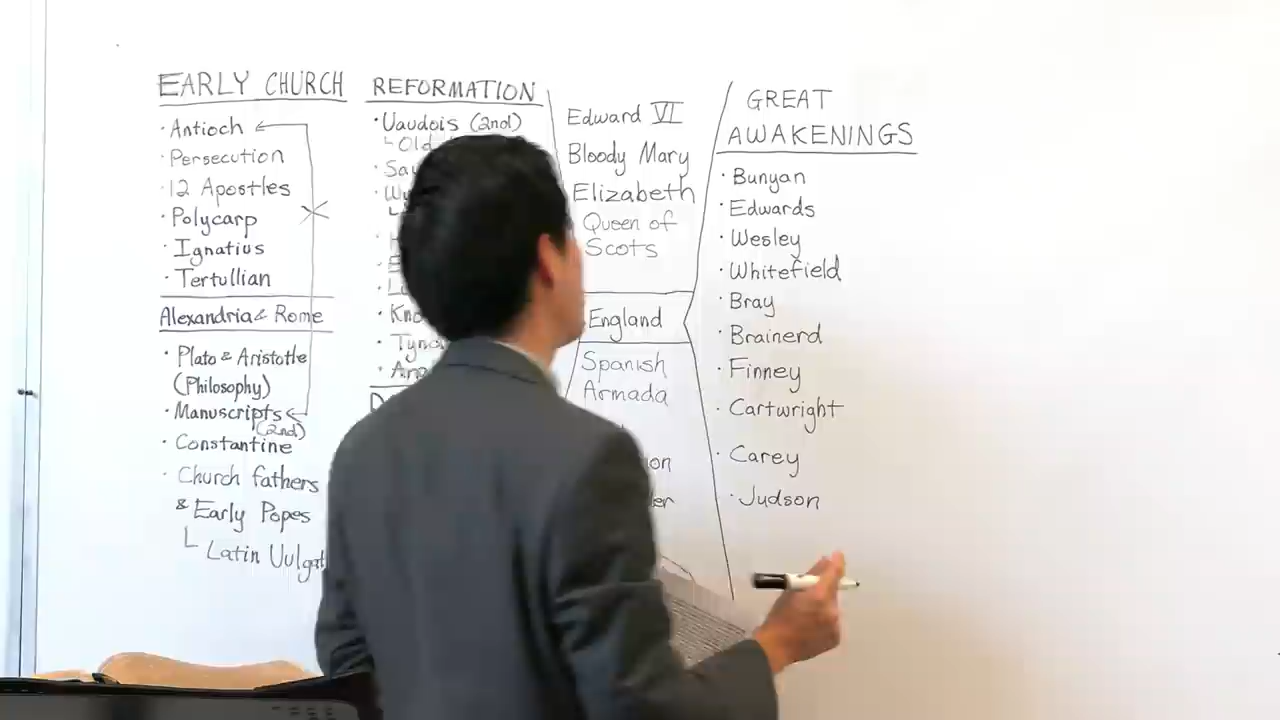 EARLY CHURCH
· Antioch
· Persecution
· 12 Apostles
· Polycarp
· Ignatius
· Tertullian
Alexandria & Rome
· Plato & Aristotle
(Philosophy)
· Manuscripts
(2nd)
· Constantine
· Church fathers
& Early Popes
Latin
REFORMATION
· Vaudois (2nd)
Old
Edward VI
Bloody Mary
Elizabeth
Queen of
Scots
England
Spanish
Armada
GREAT
AWAKENINGS
· Bunyan
· Edwards
· Wesley
· Whitefield
· Bray
· Brainerd
· Finney
· Cartwright
· Carey
· Judson